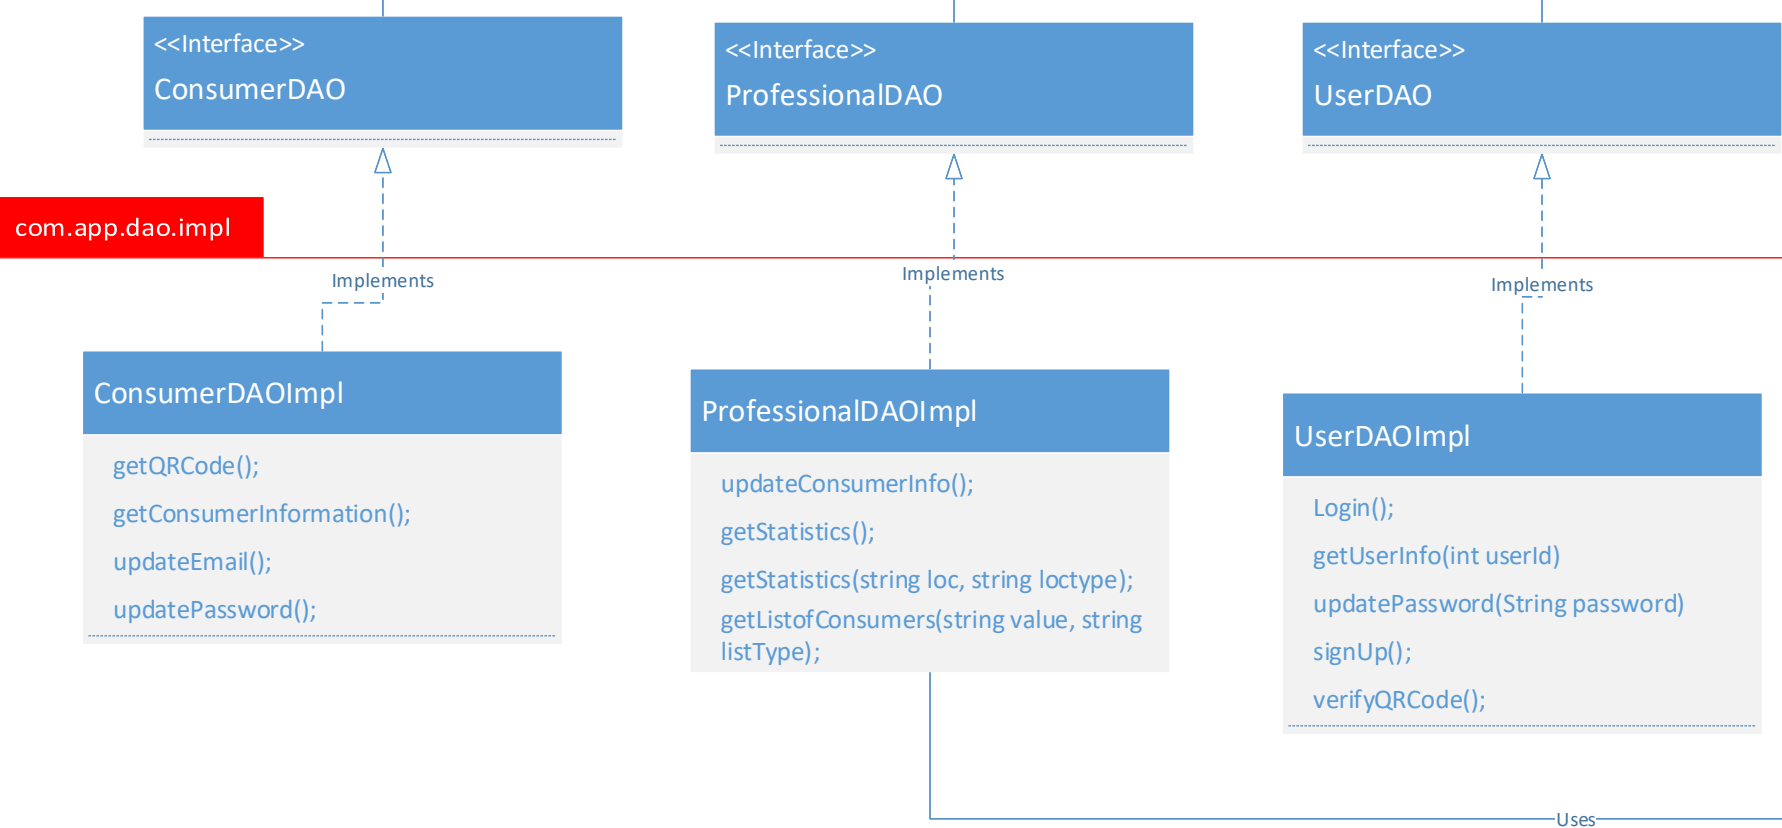 <<Interface>>
ConsumerDAO
<<Interface>>
ProfessionalDAO
<<Interface>>
UserDAO
com.app.dao.impl
Implements
Implements
Implements
ConsumerDAOImpl
getQRCode();
getConsumerInformation();
updateEmail();
updatePassword();
ProfessionalDAOImpl
updateConsumerInfo();
getStatistics();
getStatistics(string loc, string loctype);
getListofConsumers(string value, string
listType);
UserDAOImpl
Login();
getUserInfo(int userId)
updatePassword(String password)
signUp();
verifyQRCode();
Uses